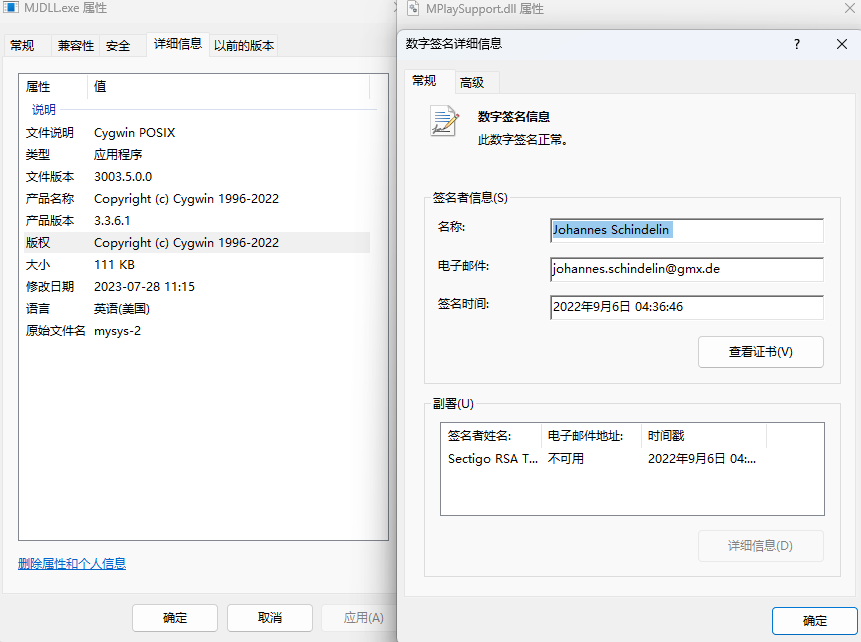 MJDLL.exe 属性
常规 兼容性 安全 详细信息 以前的版本
属性 值
说明
文件说明 Cygwin POSIX
类型 应用程序
文件版本 3003.5.0.0
产品名称 Copyright (c) Cygwin 1996-2022
产品版本 3.3.6.1
版权 Copyright (c) Cygwin 1996-2022
大小 111 KB
修改日期 2023-07-28 11:15
语言 英语(美国)
原始文件名 mysys-2
删除属性和个人信息
确定 取消 应用(A)
MPlaySupport.dll 属性
数字签名详细信息
常规 高级
数字签名信息
此数字签名正常。
签名者信息(S)
名称: Johannes Schindelin
电子邮件: johannes.schindelin@gmx.de
签名时间: 2022年9月6日 04:36:46
查看证书(V)
副署(U)
签名者姓名: 电子邮件地址: 时间戳
Sectigo RSA T... 不可用 2022年9月6日 04:...
详细信息(D)
确定